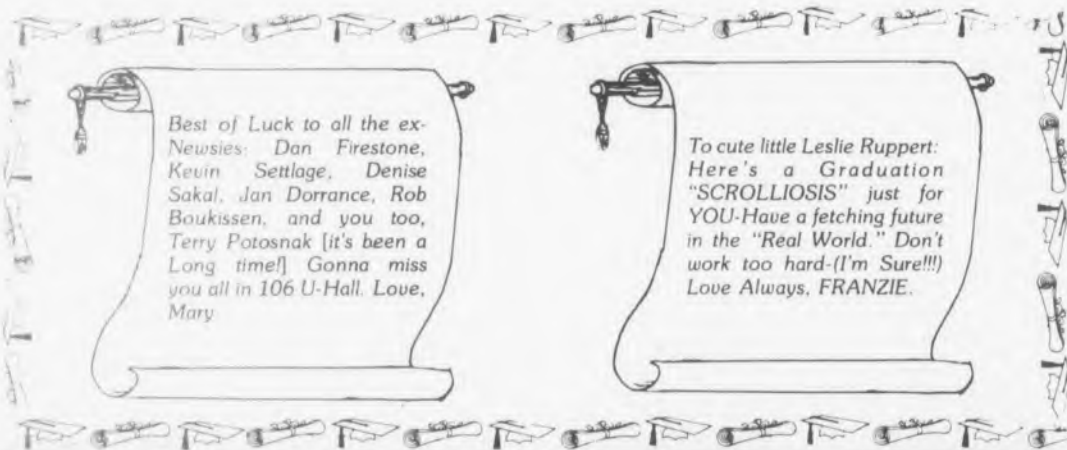 Best of Luck to all the ex-
Newsies: Dan Firestone,
Kevin Settlage, Denise
Sakal, Jan Dorrance, Rob
Boukissen, and you too,
Terry Potosnak [it's been a
Long time!] Gonna miss
you all in 106 U-Hall. Love,
Mary
To cute little Leslie Ruppert:
Here's a Graduation
"SCROLLIOSIS" just for
YOU-Have a fetching future
in the "Real World." Don't
work too hard-(I'm Sure!!!)
Love Always, FRANZIE.